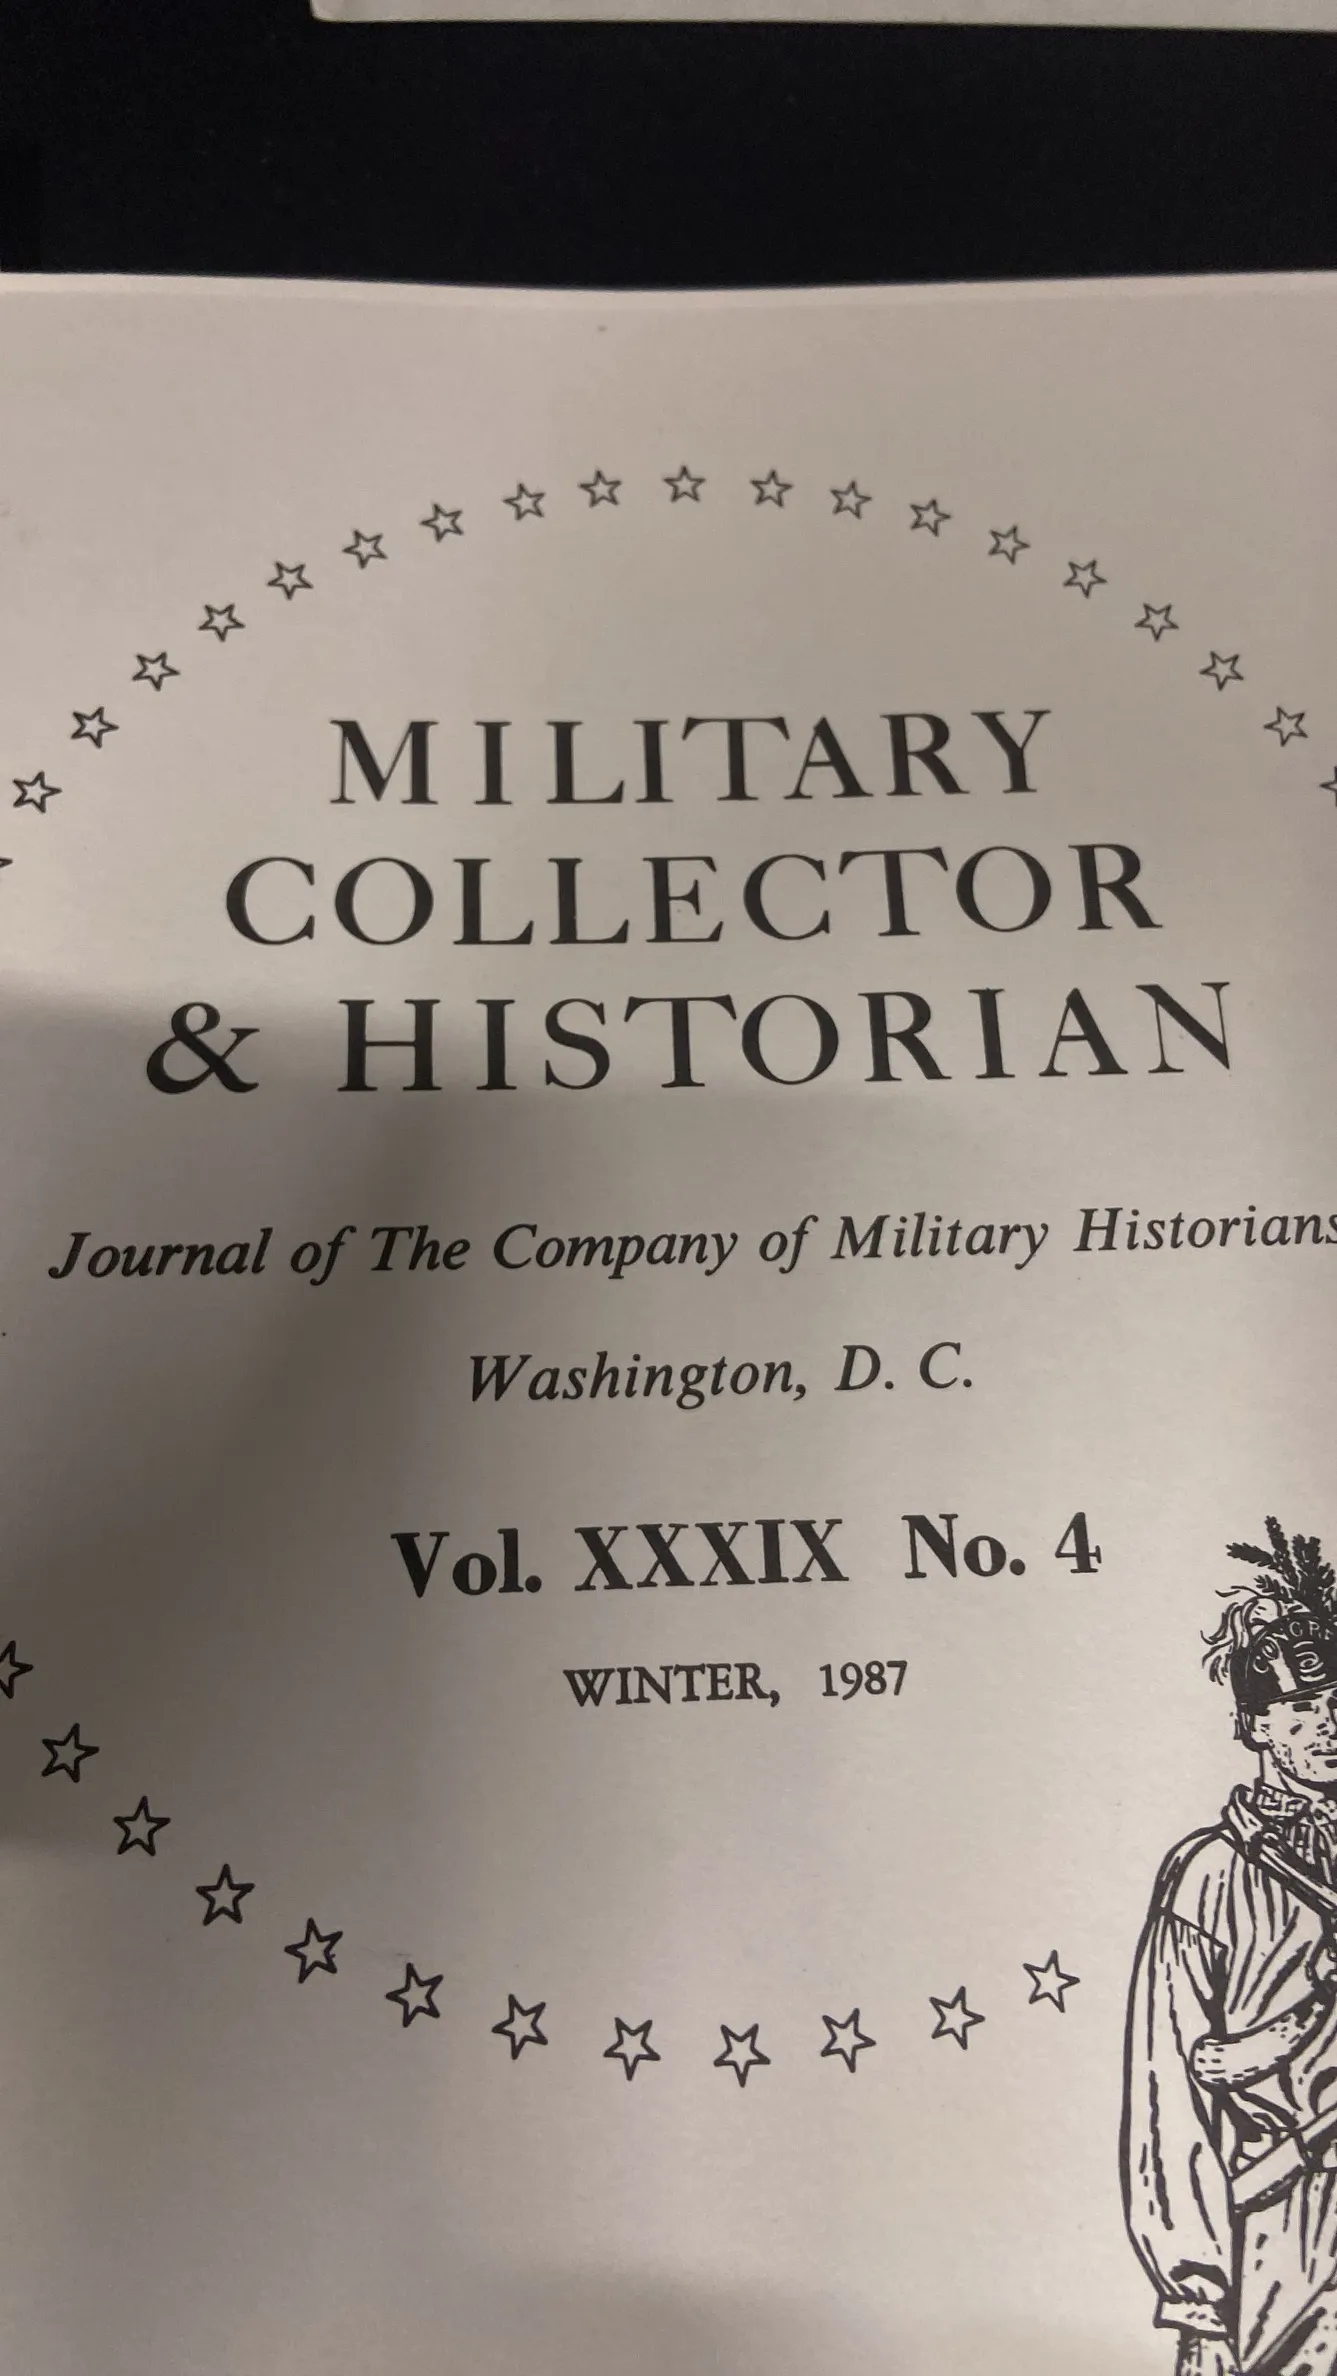 MILITARY
COLLECTOR
& HISTORIAN
Journal of The Company of Military Historians
Washington, D. C.
Vol. XXXIX No. 4
WINTER, 1987